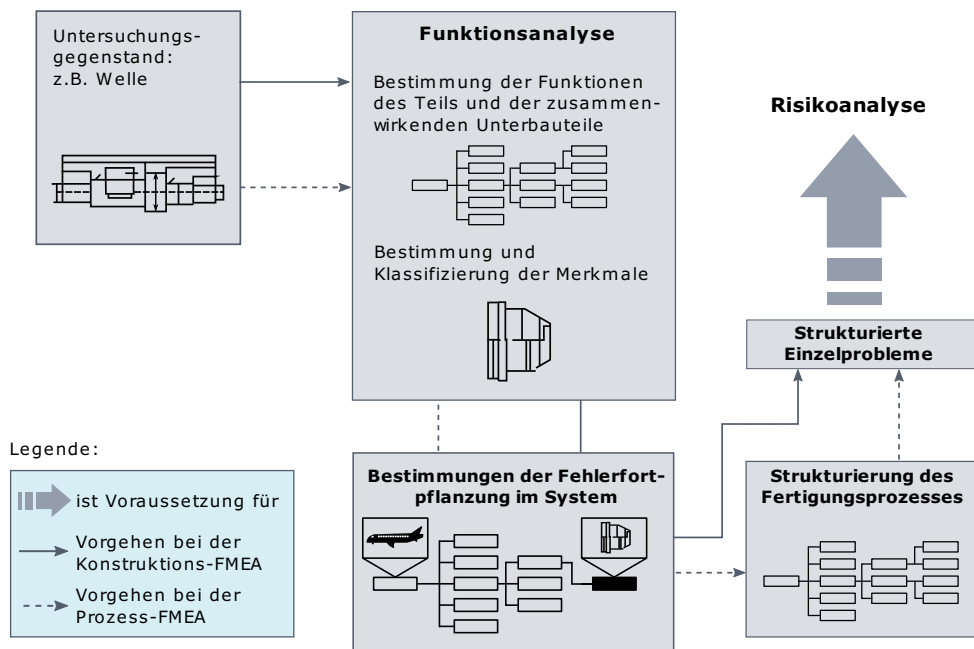 Untersuchungs-
gegenstand:
z.B. Welle
Funktionsanalyse
Bestimmung der Funktionen
des Teils und der zusammen-
wirkenden Unterbauteile
Bestimmung und
Klassifizierung der Merkmale
Risikoanalyse
Strukturierte
Einzelprobleme
Legende:
ist Voraussetzung für
Vorgehen bei der
Konstruktions-FMEA
Vorgehen bei der
Prozess-FMEA
Bestimmungen der Fehlerfort-
pflanzung im System
Strukturierung des
Fertigungsprozesses